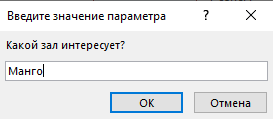 Введите значение параметра ? ×
Какой зал интересует?
Манго
ОК Отмена